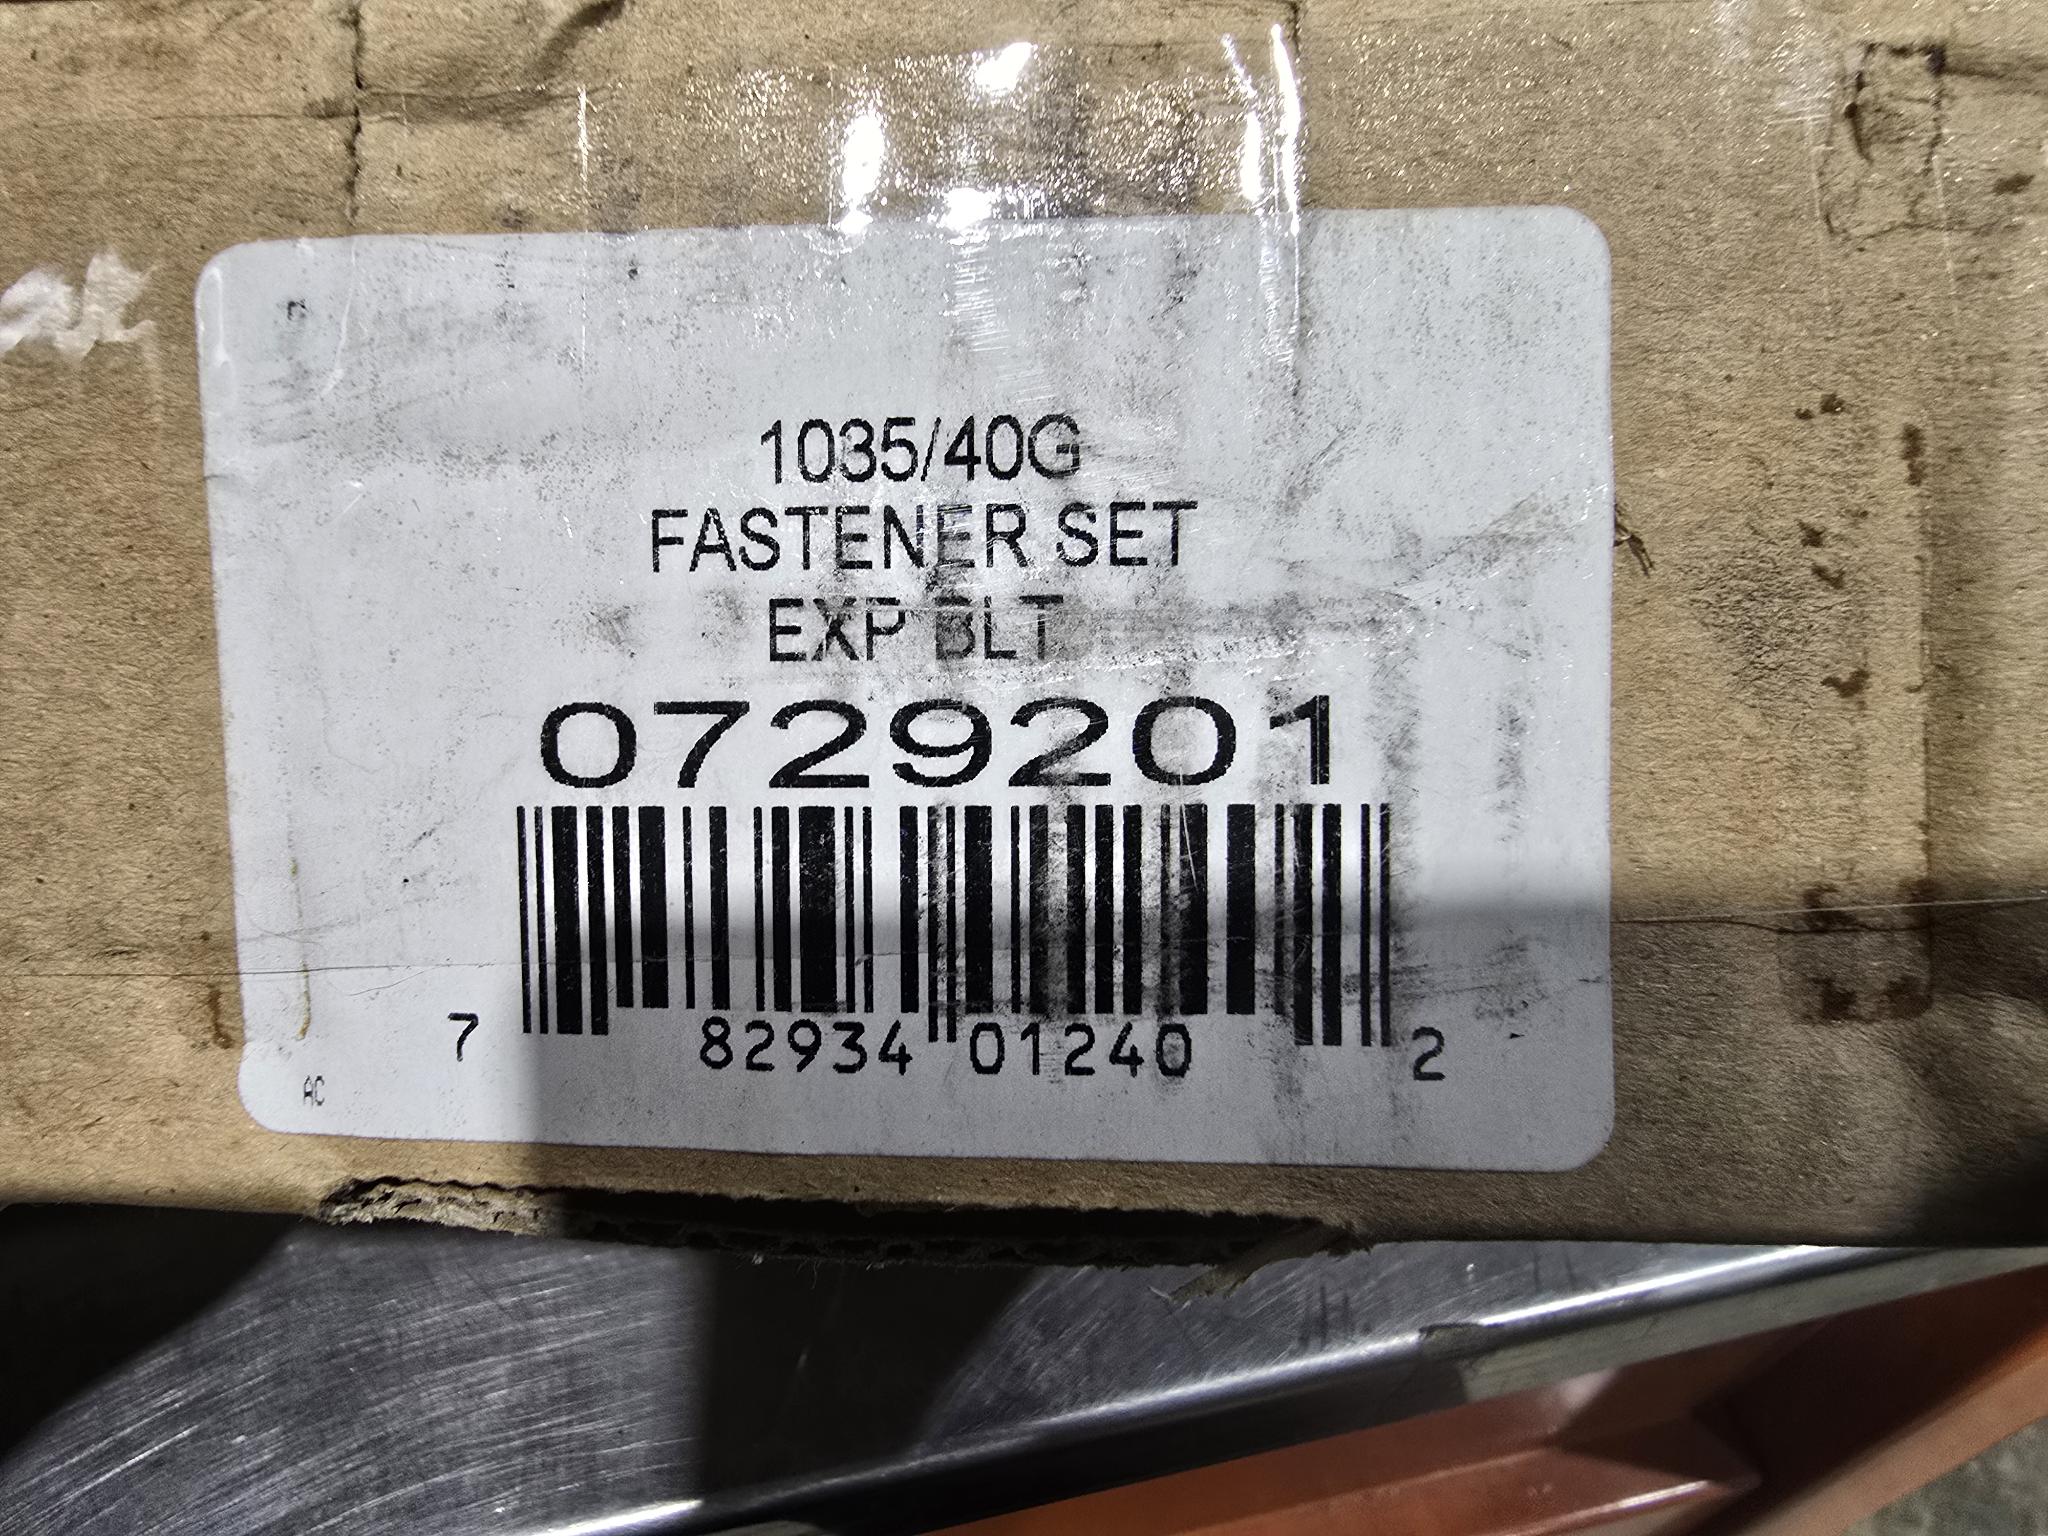 1035/40G
FASTENER SET
EXP BLT
0729201
7 82934 01240 2
AC